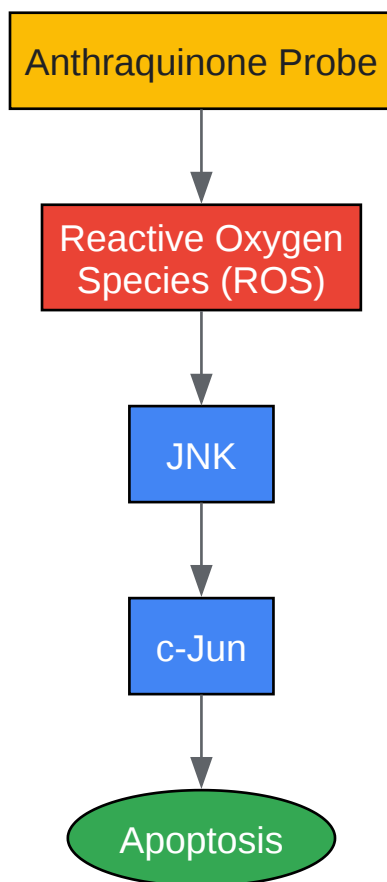 Anthraquinone Probe
Reactive Oxygen
Species (ROS)
JNK
c-Jun
Apoptosis